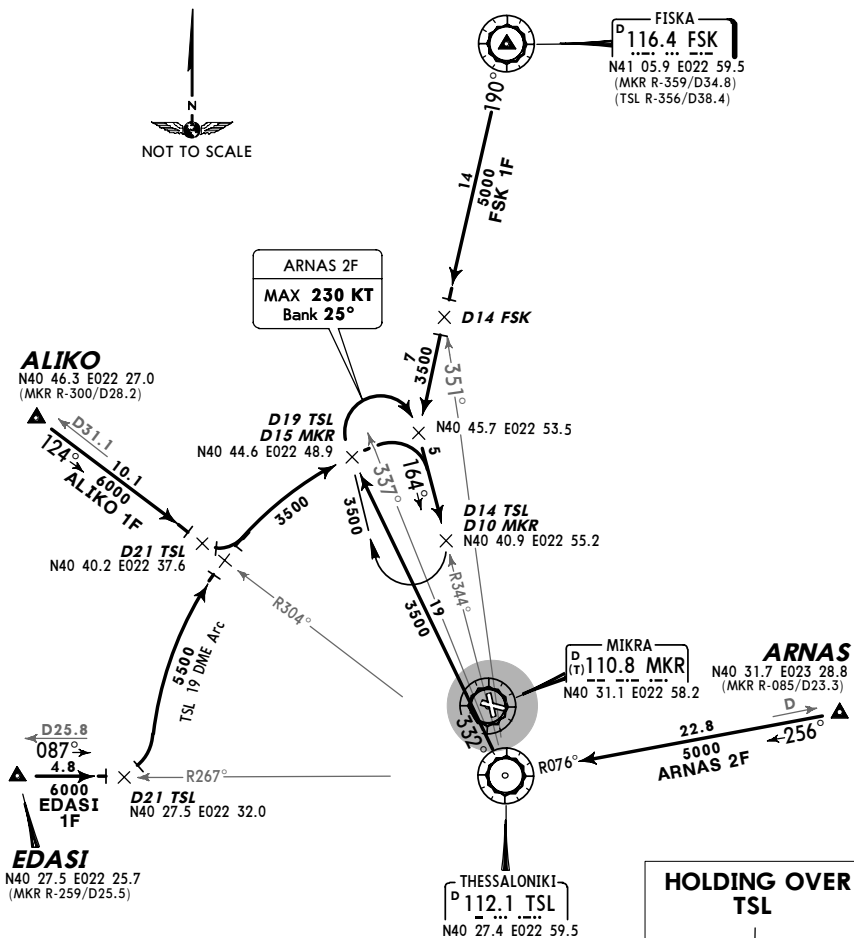 FISKA
D 116.4 FSK
N41 05.9 E022 59.5
(MKR R-359/D34.8)
(TSL R-356/D38.4)
N
NOT TO SCALE
190°
14
5000
FSK 1F
ARNAS 2F
MAX 230 KT
Bank 25°
D14 FSK
7
3500
351°
ALIKO
N40 46.3 E022 27.0
(MKR R-300/D28.2)
D31.1
124°
10.1
6000
ALIKO 1F
D19 TSL
D15 MKR
N40 44.6 E022 48.9
N40 45.7 E022 53.5
5
164°
337°
3500
3500
D14 TSL
D10 MKR
N40 40.9 E022 55.2
D21 TSL
N40 40.2 E022 37.6
R304°
R344°
19
3500
332°
5500
TSL 19 DME Arc
MIKRA
D
(T) 110.8 MKR
N40 31.1 E022 58.2
ARNAS
N40 31.7 E023 28.8
(MKR R-085/D23.3)
D
22.8
5000
256°
ARNAS 2F
R076°
D25.8
087°
4.8
6000
EDASI
1F
R267°
D21 TSL
N40 27.5 E022 32.0
EDASI
N40 27.5 E022 25.7
(MKR R-259/D25.5)
THESSALONIKI
D 112.1 TSL
N40 27.4 E022 59.5
HOLDING OVER
TSL